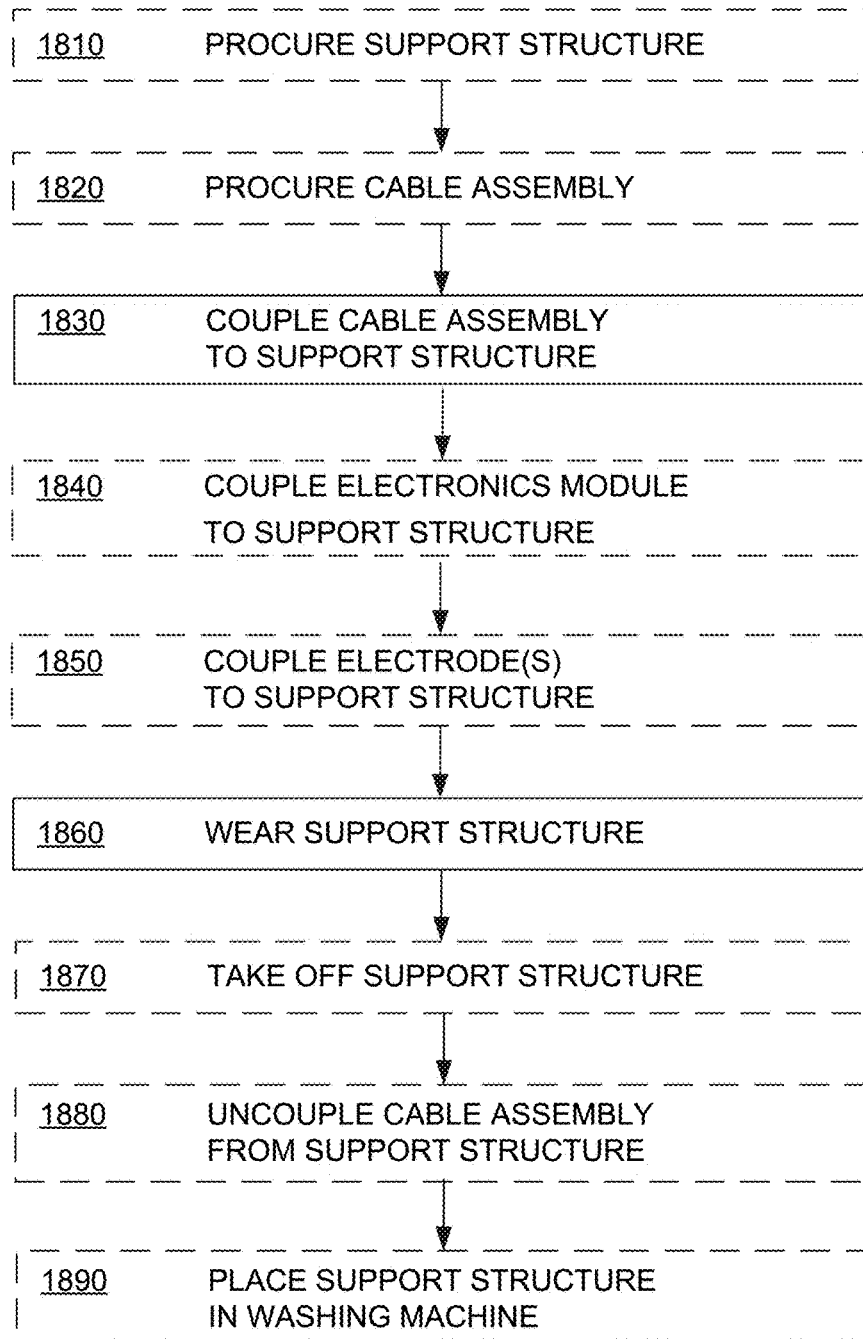 1810 PROCURE SUPPORT STRUCTURE
1820 PROCURE CABLE ASSEMBLY
1830 COUPLE CABLE ASSEMBLY
TO SUPPORT STRUCTURE
1840 COUPLE ELECTRONICS MODULE
TO SUPPORT STRUCTURE
1850 COUPLE ELECTRODE(S)
TO SUPPORT STRUCTURE
1860 WEAR SUPPORT STRUCTURE
1870 TAKE OFF SUPPORT STRUCTURE
1880 UNCOUPLE CABLE ASSEMBLY
FROM SUPPORT STRUCTURE
1890 PLACE SUPPORT STRUCTURE
IN WASHING MACHINE